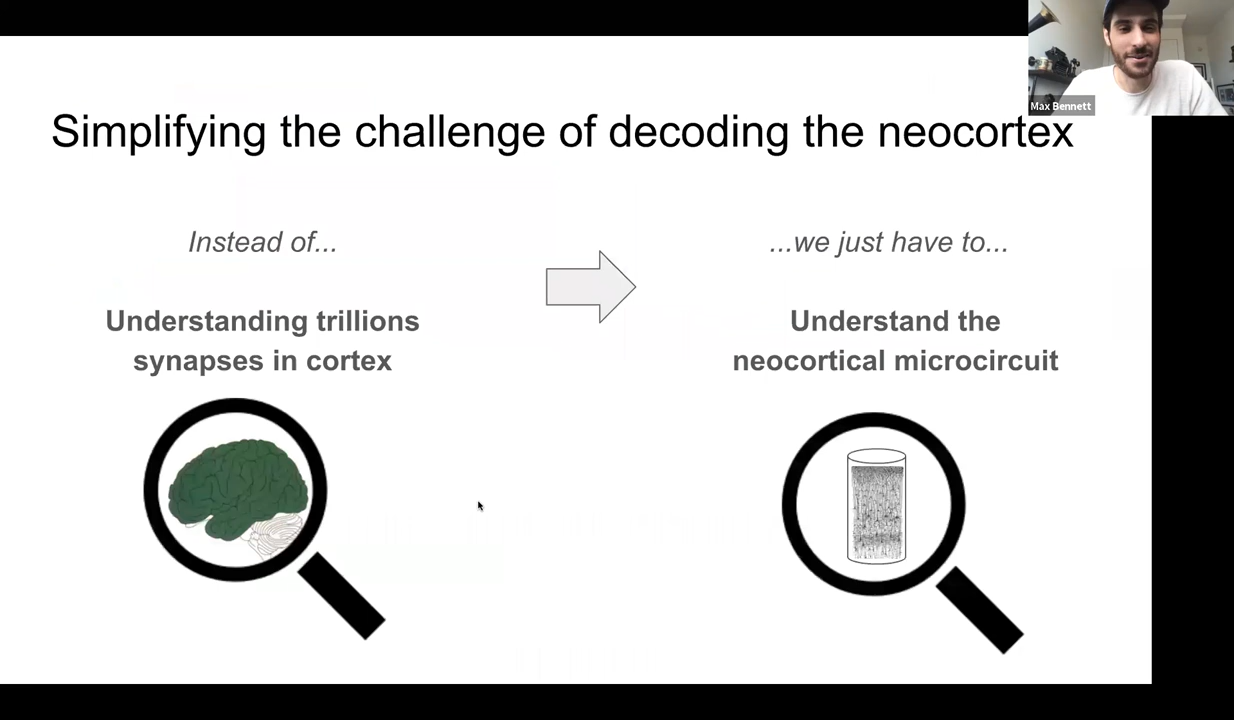 Max Bennett
Simplifying the challenge of decoding the neocortex
Instead of...
...we just have to...
Understanding trillions
synapses in cortex
Understand the
neocortical microcircuit